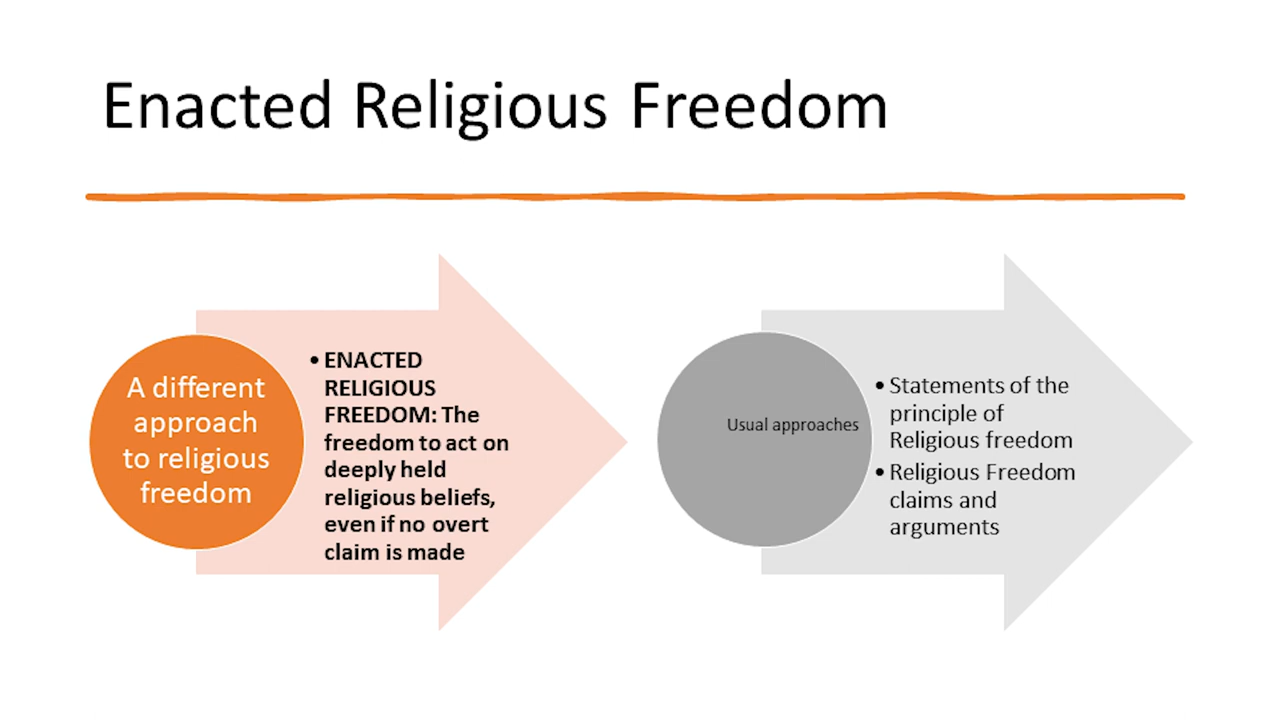 Enacted Religious Freedom
A different
approach
to religious
freedom
• ENACTED
RELIGIOUS
FREEDOM: The
freedom to act on
deeply held
religious beliefs,
even if no overt
claim is made
Usual approaches
• Statements of the
principle of
Religious freedom
• Religious Freedom
claims and
arguments